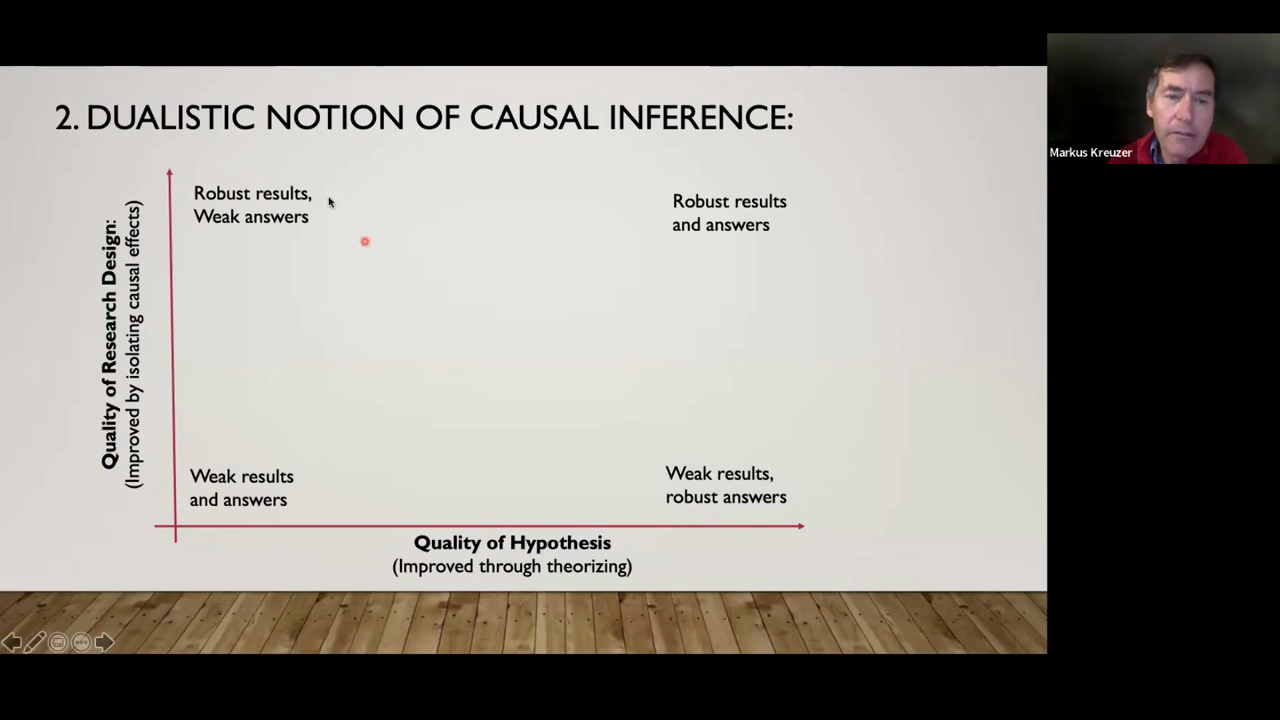 2. DUALISTIC NOTION OF CAUSAL INFERENCE:
Robust results,
Weak answers
Robust results
and answers
Quality of Research Design:
(Improved by isolating causal effects)
Weak results
and answers
Weak results,
robust answers
Quality of Hypothesis
(Improved through theorizing)
Markus Kreuzer